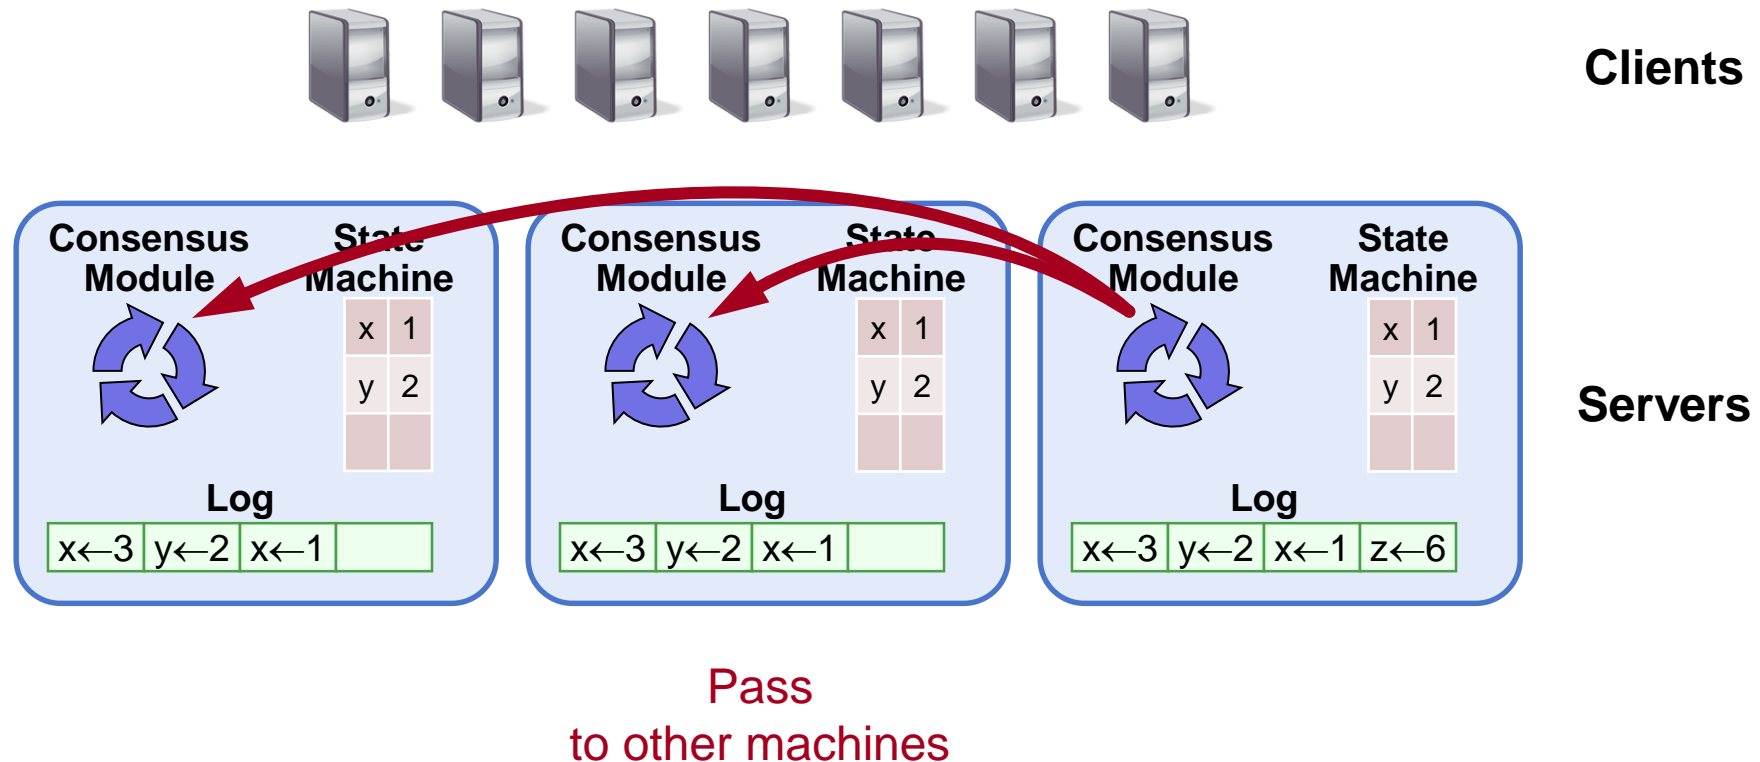 Clients
Consensus
Module
State
Machine
x 1
y 2
Log
x←3 y←2 x←1
Consensus
Module
State
Machine
x 1
y 2
Log
x←3 y←2 x←1
Consensus
Module
State
Machine
x 1
y 2
Log
x←3 y←2 x←1 z←6
Servers
Pass
to other machines